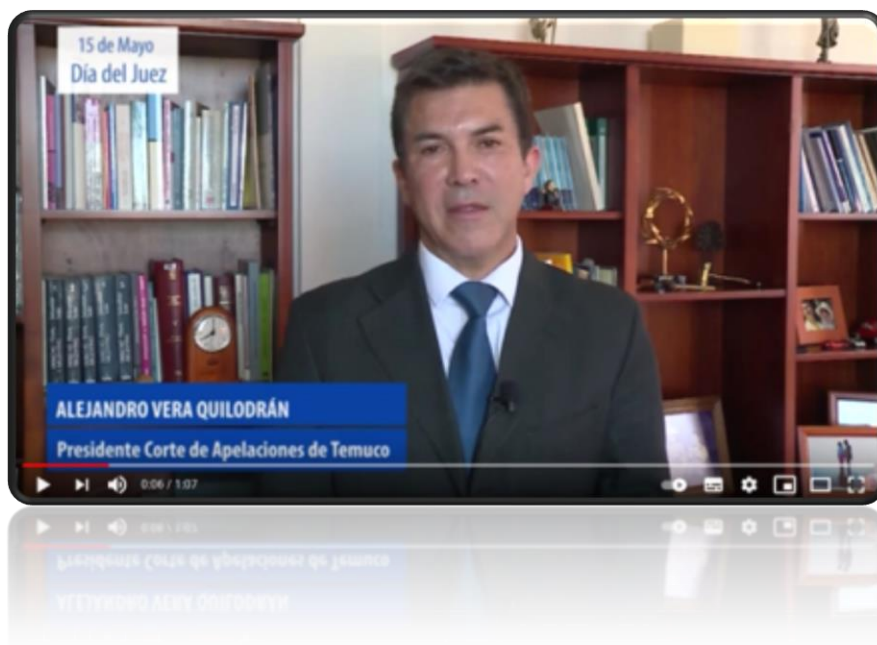 15 de Mayo
Día del Juez
ALEJANDRO VERA QUILODRÁN
Presidente Corte de Apelaciones de Temuco
0:06 / 1:07